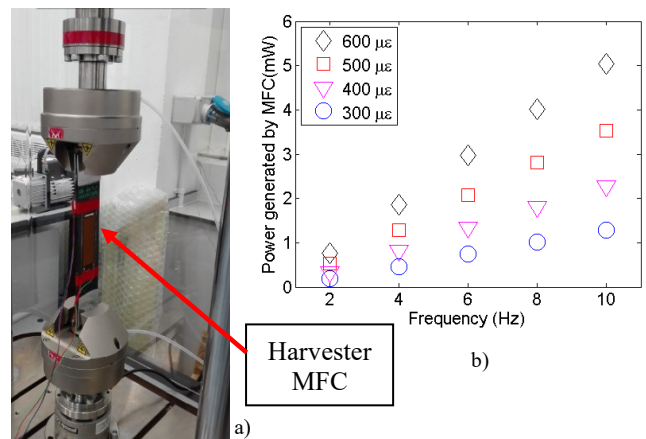 6
5
4
3
2
1
0
Power generated by MFC(mW)
600 με
500 με
400 με
300 με
2 4 6 8 10
Frequency (Hz)
Harvester
MFC
a)
b)